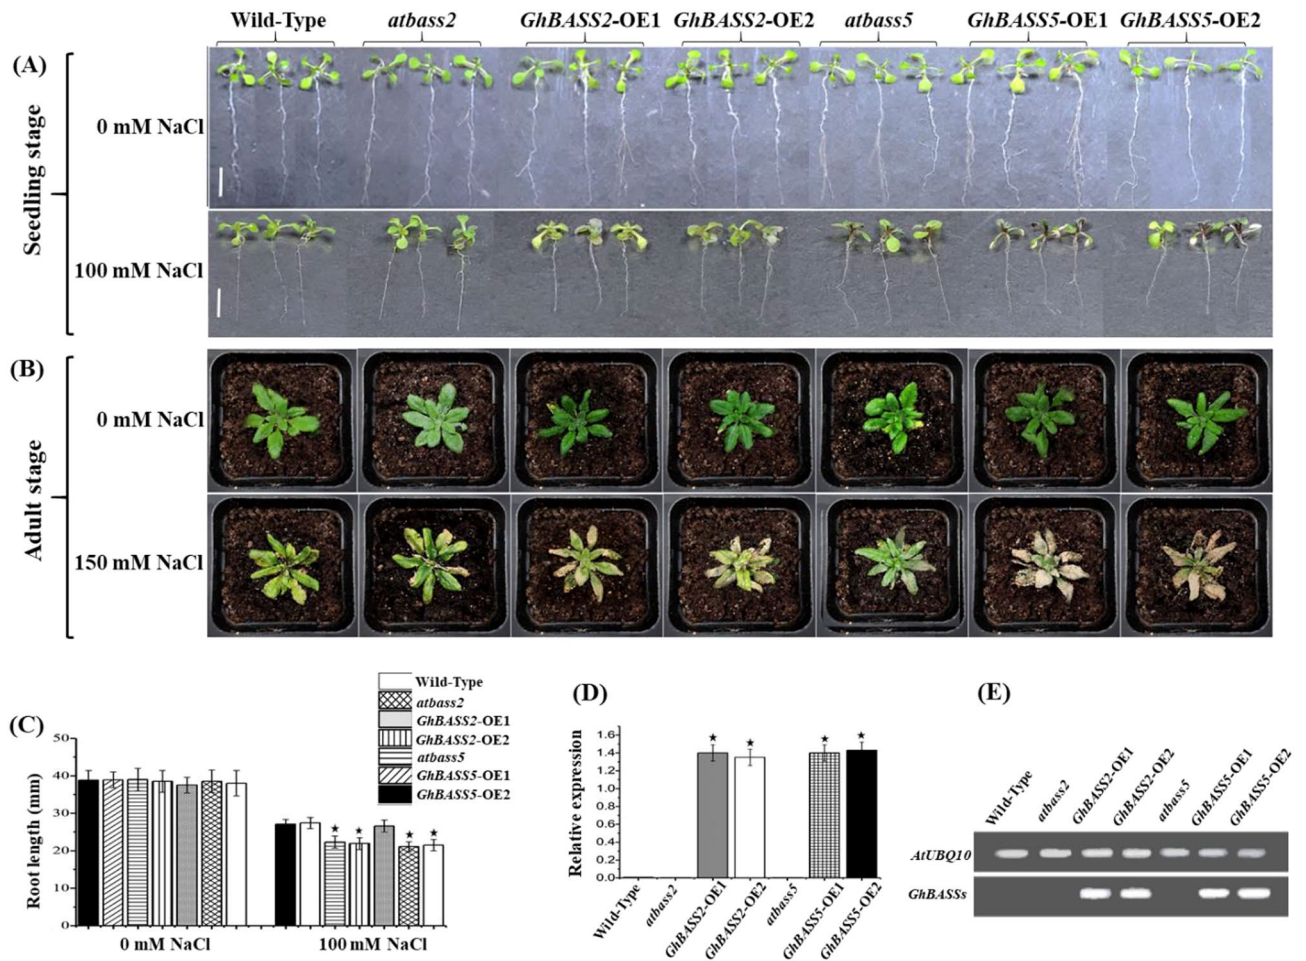 Wild-Type atbass2 GhBASS2-OE1 GhBASS2-OE2 atbass5 GhBASS5-OE1 GhBASS5-OE2
(A)
Seedling stage
0 mM NaCl
100 mM NaCl
(B)
Adult stage
0 mM NaCl
150 mM NaCl
(C)
Wild-Type
atbass2
GhBASS2-OE1
GhBASS2-OE2
atbass5
GhBASS5-OE1
GhBASS5-OE2
Root length (mm)
50
40
30
20
10
0
0 mM NaCl 100 mM NaCl
(D)
Relative expression
1.6
1.4
1.2
1.0
0.8
0.6
0.4
0.2
0.0
Wild-Type
atbass2
GhBASS2-OE1
GhBASS2-OE2
atbass5
GhBASS5-OE1
GhBASS5-OE2
(E)
Wild-Type
atbass2
GhBASS2-OE1
GhBASS2-OE2
atbass5
GhBASS5-OE1
GhBASS5-OE2
AtUBQ10
GhBASSs